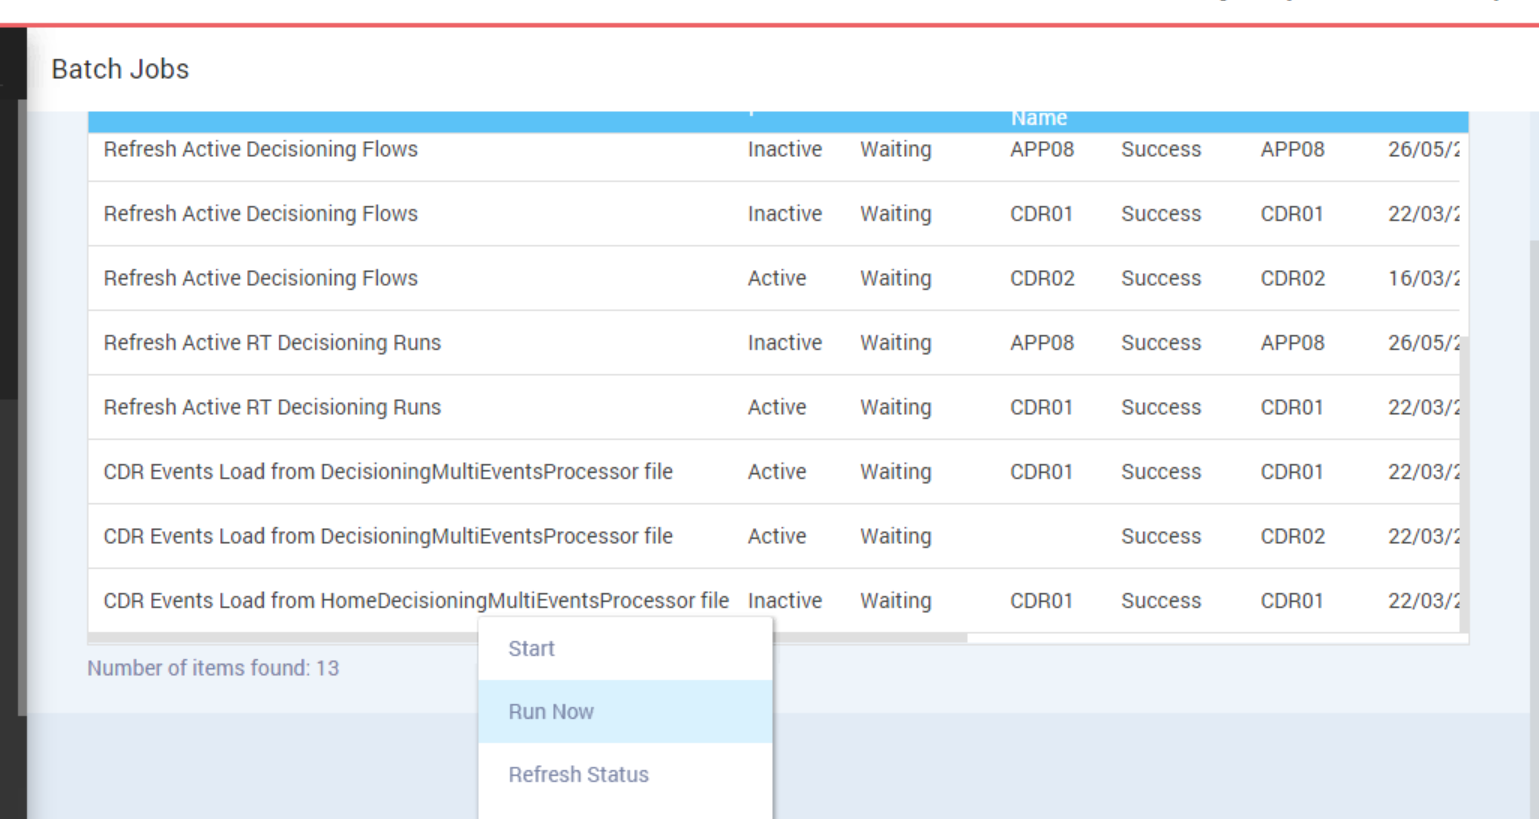 Batch Jobs
Name
Refresh Active Decisioning Flows Inactive Waiting APP08 Success APP08 26/05/2
Refresh Active Decisioning Flows Inactive Waiting CDR01 Success CDR01 22/03/2
Refresh Active Decisioning Flows Active Waiting CDR02 Success CDR02 16/03/2
Refresh Active RT Decisioning Runs Inactive Waiting APP08 Success APP08 26/05/2
Refresh Active RT Decisioning Runs Active Waiting CDR01 Success CDR01 22/03/2
CDR Events Load from DecisioningMultiEventsProcessor file Active Waiting CDR01 Success CDR01 22/03/2
CDR Events Load from DecisioningMultiEventsProcessor file Active Waiting Success CDR02 22/03/2
CDR Events Load from HomeDecisioningMultiEventsProcessor file Inactive Waiting CDR01 Success CDR01 22/03/2
Start
Number of items found: 13
Run Now
Refresh Status